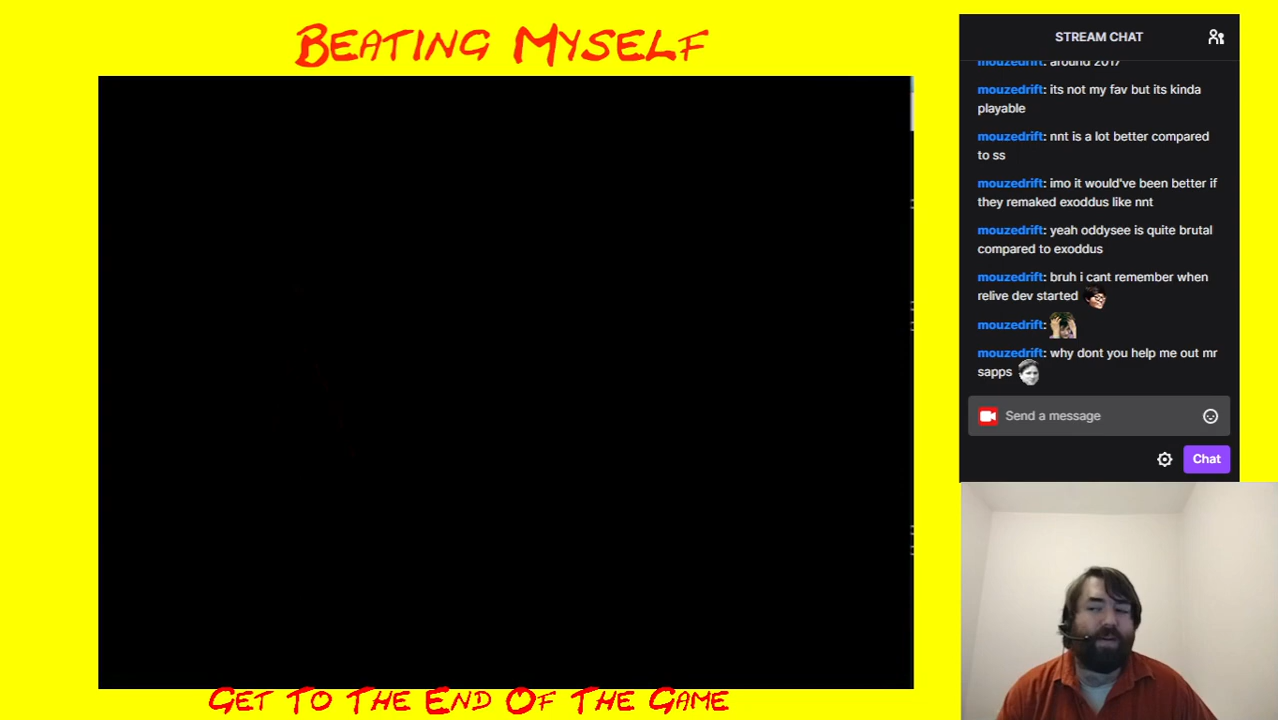 Beating Myself
STREAM CHAT
mouzedrift: around 2017
mouzedrift: its not my fav but its kinda
playable
mouzedrift: nnt is a lot better compared
to ss
mouzedrift: imo it would've been better if
they remaked exoddus like nnt
mouzedrift: yeah oddysee is quite brutal
compared to exoddus
mouzedrift: bruh i cant remember when
relive dev started
mouzedrift:
mouzedrift: why dont you help me out mr
sapps
Send a message
Chat
Get To The End Of The Game